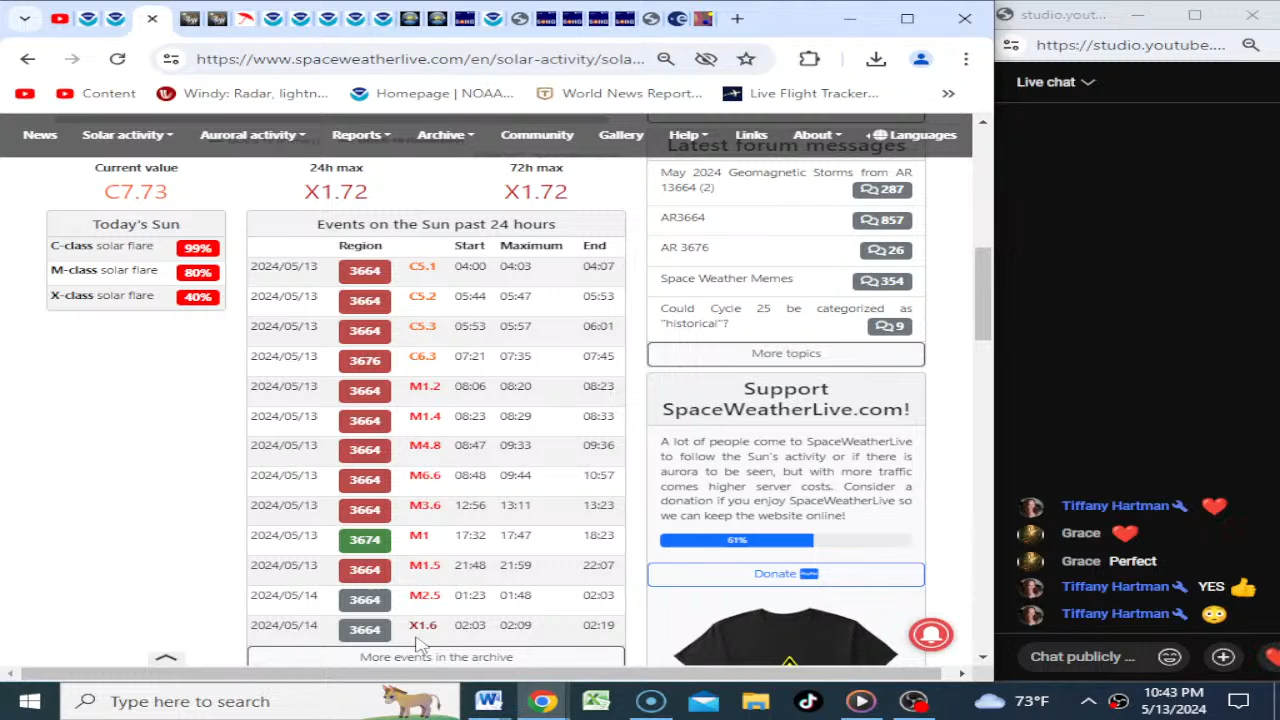 studio.yout...
https://www.spaceweatherlive.com/en/solar-activity/sola...
https://studio.youtube....
Content
Windy: Radar, lightn...
Homepage | NOAA...
World News Report...
Live Flight Tracker...
News Solar activity Auroral activity Reports Archive Community Gallery Help Links About Languages
Current value 24h max 72h max
C7.73 X1.72 X1.72
Today's Sun
C-class solar flare 99%
M-class solar flare 80%
X-class solar flare 40%
Events on the Sun past 24 hours
Region Start Maximum End
2024/05/13 3664 C5.1 04:00 04:03 04:07
2024/05/13 3664 C5.2 05:44 05:47 05:53
2024/05/13 3664 C5.3 05:53 05:57 06:01
2024/05/13 3676 C6.3 07:21 07:35 07:45
2024/05/13 3664 M1.2 08:06 08:20 08:23
2024/05/13 3664 M1.4 08:23 08:29 08:33
2024/05/13 3664 M4.8 08:47 09:33 09:36
2024/05/13 3664 M6.6 08:48 09:44 10:57
2024/05/13 3664 M3.6 12:56 13:11 13:23
2024/05/13 3674 M1 17:32 17:47 18:23
2024/05/13 3664 M1.5 21:48 21:59 22:07
2024/05/14 3664 M2.5 01:23 01:48 02:03
2024/05/14 3664 X1.6 02:03 02:09 02:19
More events in the archive
Latest forum messages
May 2024 Geomagnetic Storms from AR
13664 (2) 287
AR3664 857
AR 3676 26
Space Weather Memes 354
Could Cycle 25 be categorized as
"historical"? 9
More topics
Support
SpaceWeatherLive.com!
A lot of people come to SpaceWeatherLive
to follow the Sun's activity or if there is
aurora to be seen, but with more traffic
comes higher server costs. Consider a
donation if you enjoy SpaceWeatherLive so
we can keep the website online!
61%
Donate
Live chat
Tiffany Hartman ❤️
Grace ❤️
Grace Perfect
Tiffany Hartman YES 👍
Tiffany Hartman 😳
Chat publicly ...
Type here to search
73°F
10:43 PM
5/13/2024